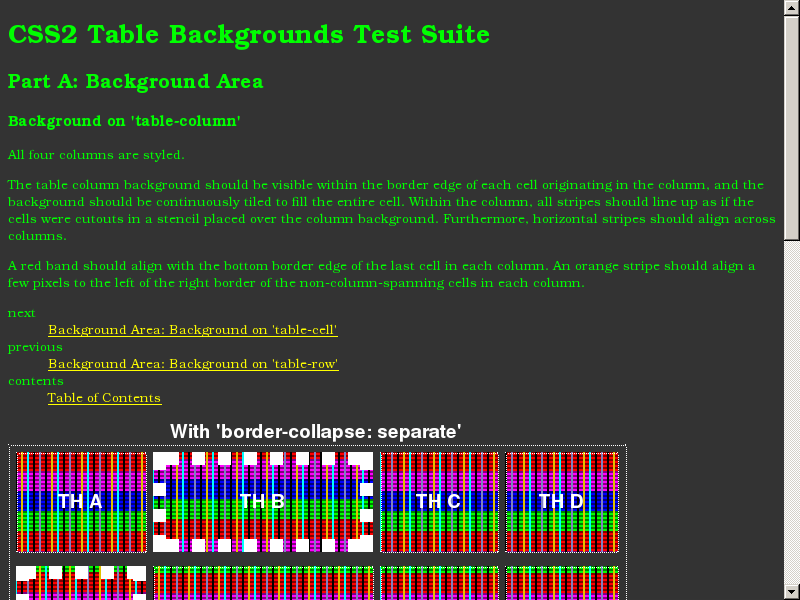 CSS2 Table Backgrounds Test Suite
Part A: Background Area
Background on 'table-column'
All four columns are styled.
The table column background should be visible within the border edge of each cell originating in the column, and the
background should be continuously tiled to fill the entire cell. Within the column, all stripes should line up as if the
cells were cutouts in a stencil placed over the column background. Furthermore, horizontal stripes should align across
columns.
A red band should align with the bottom border edge of the last cell in each column. An orange stripe should align a
few pixels to the left of the right border of the non-column-spanning cells in each column.
next
Background Area: Background on 'table-cell'
previous
Background Area: Background on 'table-row'
contents
Table of Contents
With 'border-collapse: separate'
TH A TH B TH C TH D